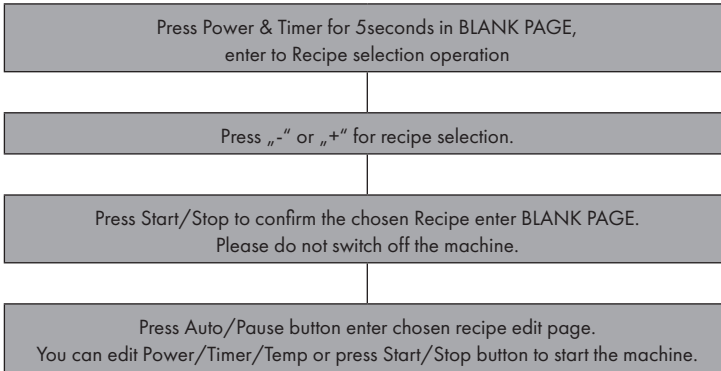 Press Power & Timer for 5seconds in BLANK PAGE,
enter to Recipe selection operation
Press „-“ or „+“ for recipe selection.
Press Start/Stop to confirm the chosen Recipe enter BLANK PAGE.
Please do not switch off the machine.
Press Auto/Pause button enter chosen recipe edit page.
You can edit Power/Timer/Temp or press Start/Stop button to start the machine.